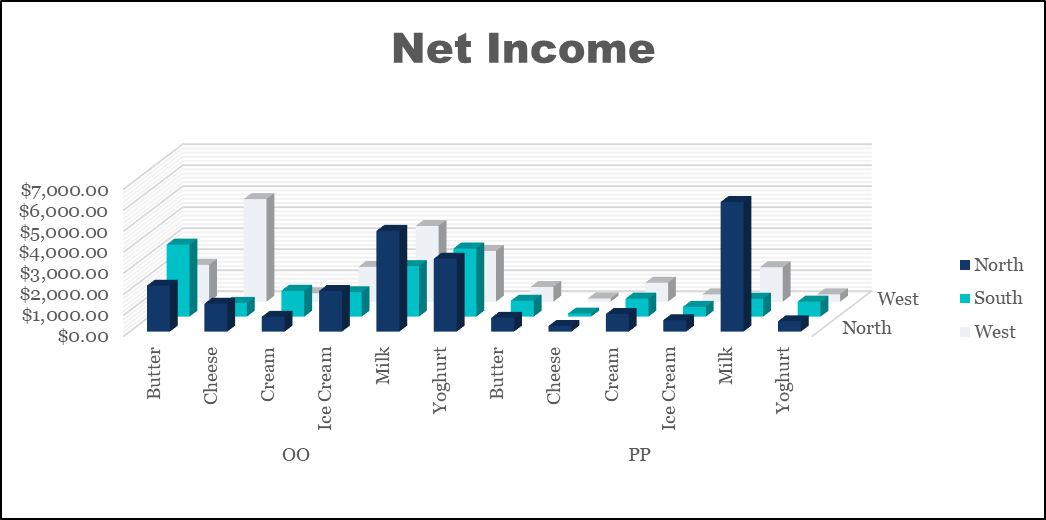 Net Income
$7,000.00
$6,000.00
$5,000.00
$4,000.00
$3,000.00
$2,000.00
$1,000.00
$0.00
West
North
North
South
West
Butter
Cheese
Cream
Ice Cream
Milk
Yoghurt
Butter
Cheese
Cream
Ice Cream
Milk
Yoghurt
OO
PP